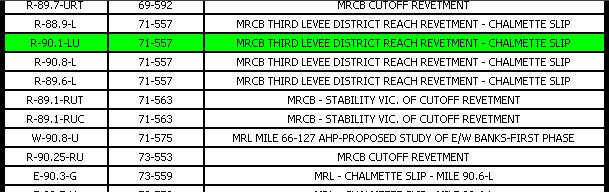 R-89.7-URT 69-592 MRCB CUTOFF REVETMENT
R-88.9-L 71-557 MRCB THIRD LEVEE DISTRICT REACH REVETMENT - CHALMETTE SLIP
R-90.1-LU 71-557 MRCB THIRD LEVEE DISTRICT REACH REVETMENT - CHALMETTE SLIP
R-90.8-L 71-557 MRCB THIRD LEVEE DISTRICT REACH REVETMENT - CHALMETTE SLIP
R-89.6-L 71-557 MRCB THIRD LEVEE DISTRICT REACH REVETMENT - CHALMETTE SLIP
R-89.1-RUT 71-563 MRCB - STABILITY VIC. OF CUTOFF REVETMENT
R-89.1-RUC 71-563 MRCB - STABILITY VIC. OF CUTOFF REVETMENT
W-90.8-U 71-575 MRL MILE 66-127 AHP-PROPOSED STUDY OF E/W BANKS-FIRST PHASE
R-90.25-RU 73-553 MRCB CUTOFF REVETMENT
E-90.3-G 73-559 MRL - CHALMETTE SLIP - MILE 90.6-L